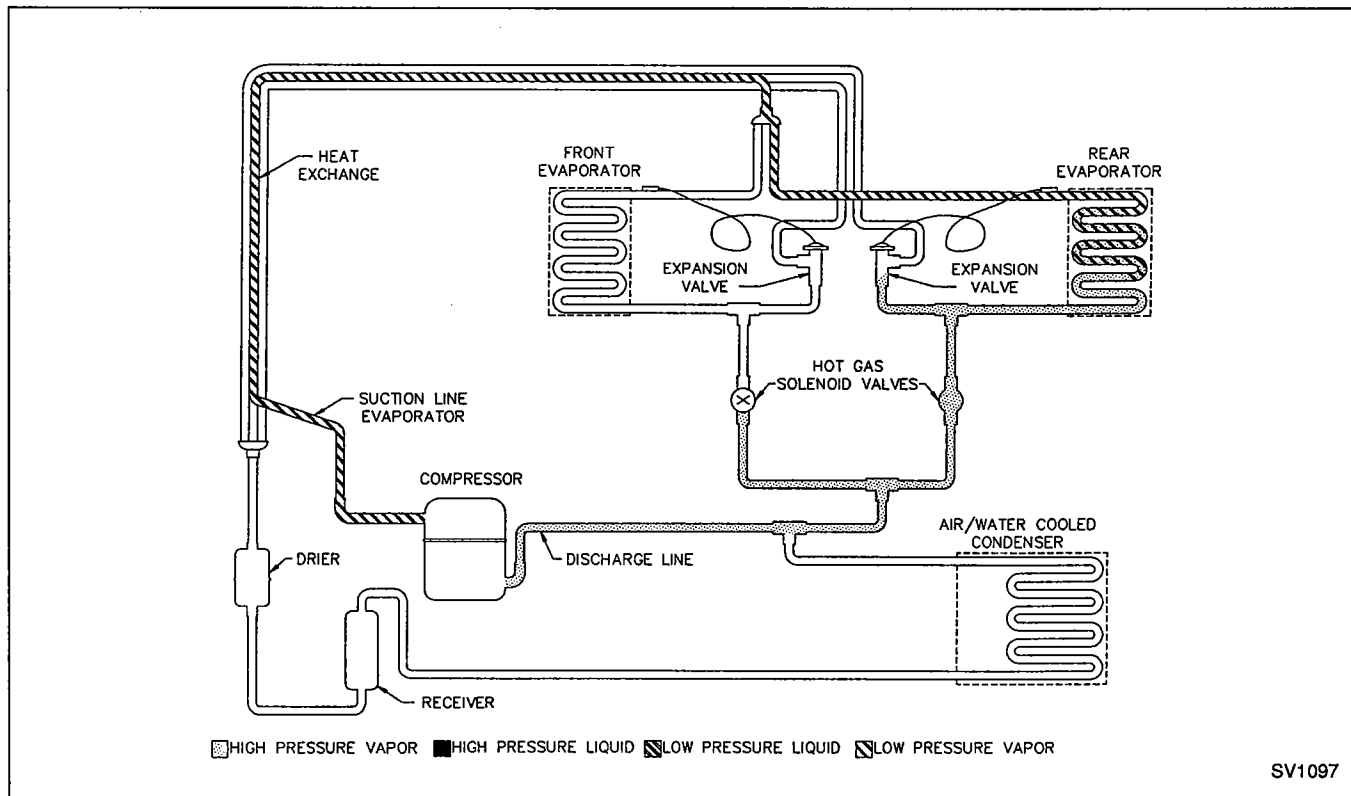 HEAT
EXCHANGE
FRONT
EVAPORATOR
REAR
EVAPORATOR
EXPANSION
VALVE
EXPANSION
VALVE
HOT GAS
SOLENOID VALVES
SUCTION LINE
EVAPORATOR
COMPRESSOR
AIR/WATER COOLED
CONDENSER
DRIER
DISCHARGE LINE
RECEIVER
HIGH PRESSURE VAPOR HIGH PRESSURE LIQUID LOW PRESSURE LIQUID LOW PRESSURE VAPOR
SV1097